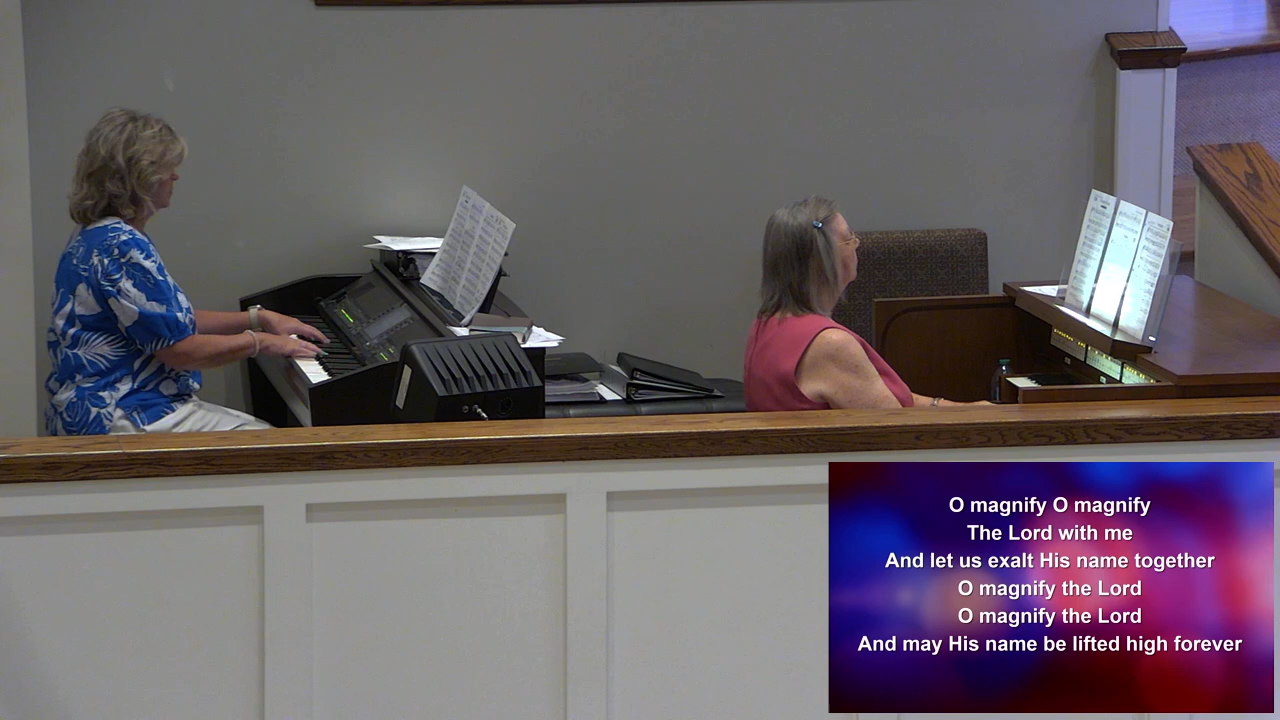 O magnify O magnify
The Lord with me
And let us exalt His name together
O magnify the Lord
O magnify the Lord
And may His name be lifted high forever